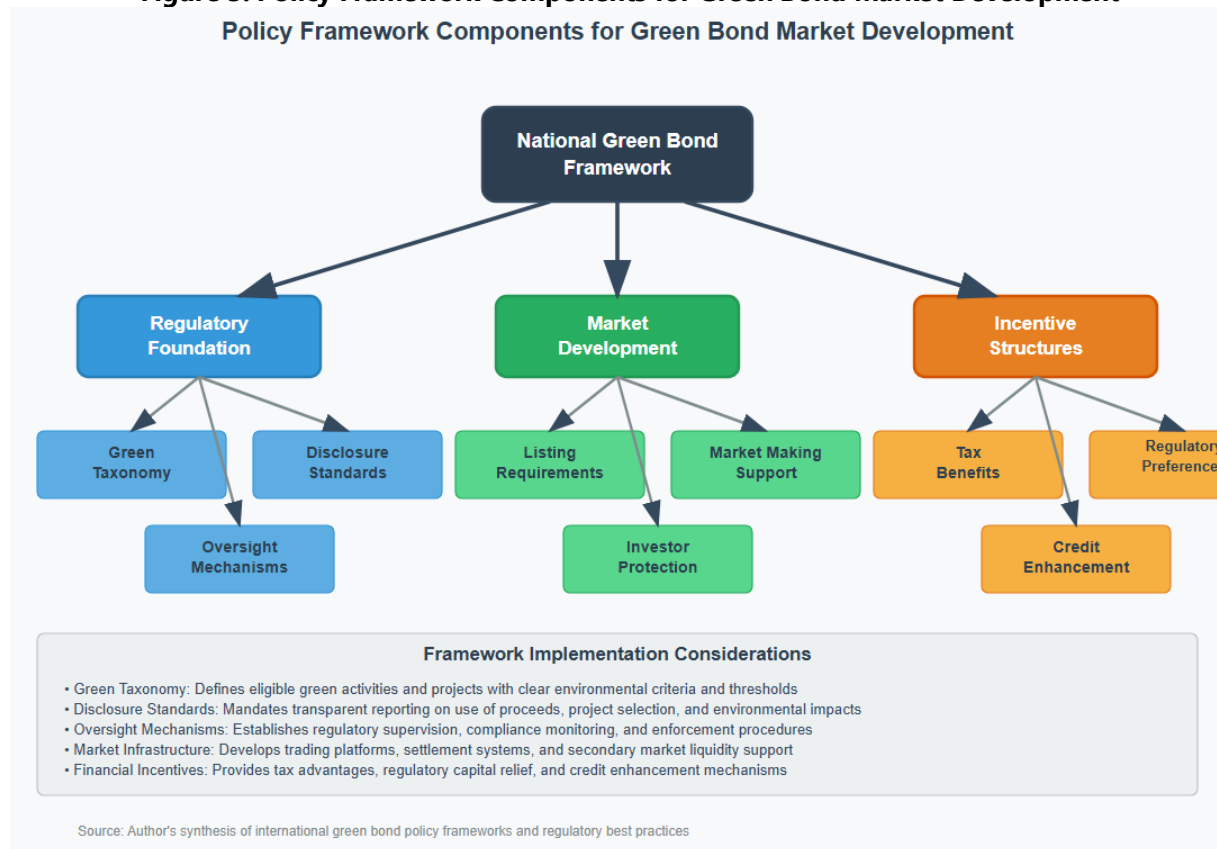 Policy Framework Components for Green Bond Market Development
National Green Bond
Framework
Regulatory
Foundation
Market
Development
Incentive
Structures
Green
Taxonomy
Disclosure
Standards
Listing
Requirements
Market Making
Support
Tax
Benefits
Regulatory
Preference
Oversight
Mechanisms
Investor
Protection
Credit
Enhancement
Framework Implementation Considerations
• Green Taxonomy: Defines eligible green activities and projects with clear environmental criteria and thresholds
• Disclosure Standards: Mandates transparent reporting on use of proceeds, project selection, and environmental impacts
• Oversight Mechanisms: Establishes regulatory supervision, compliance monitoring, and enforcement procedures
• Market Infrastructure: Develops trading platforms, settlement systems, and secondary market liquidity support
• Financial Incentives: Provides tax advantages, regulatory capital relief, and credit enhancement mechanisms
Source: Author's synthesis of international green bond policy frameworks and regulatory best practices